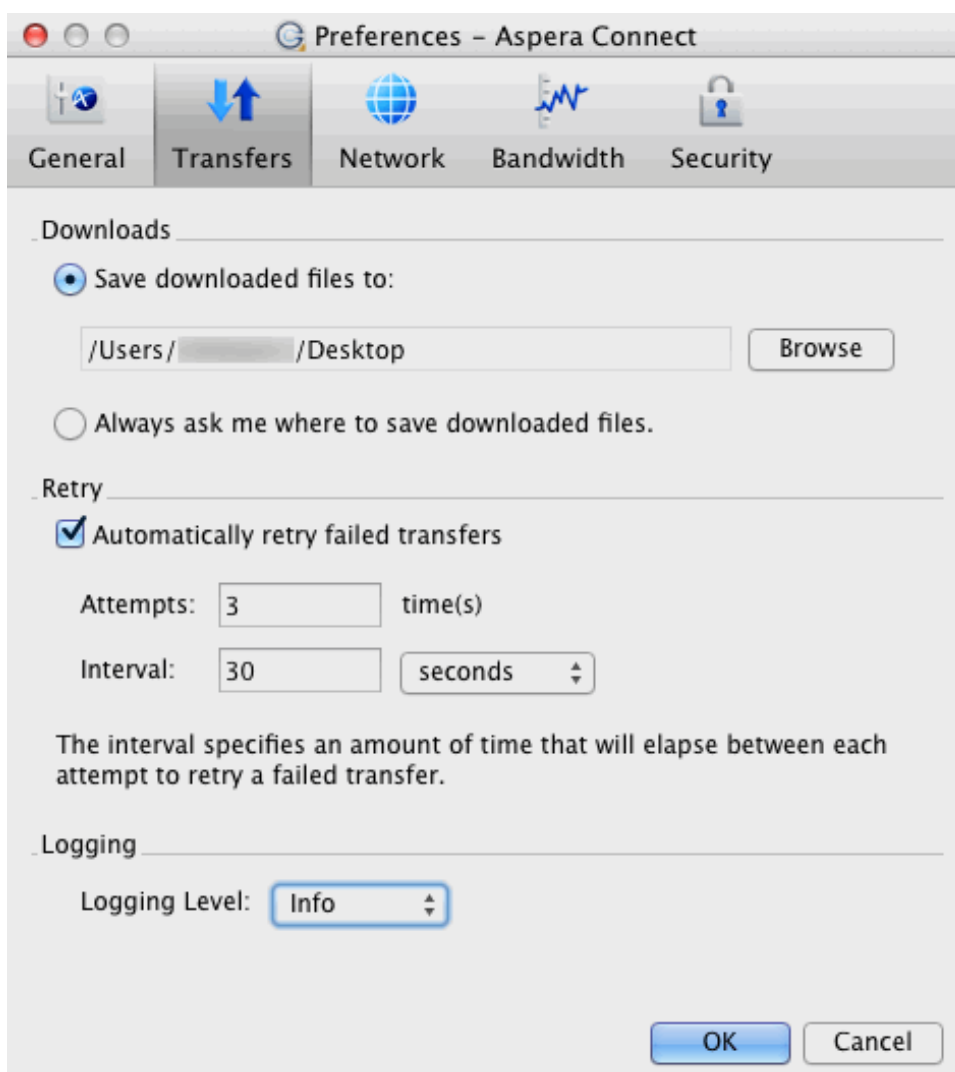 Preferences – Aspera Connect
General Transfers Network Bandwidth Security
Downloads
Save downloaded files to:
/Users/ /Desktop Browse
Always ask me where to save downloaded files.
Retry
Automatically retry failed transfers
Attempts: 3 time(s)
Interval: 30 seconds
The interval specifies an amount of time that will elapse between each
attempt to retry a failed transfer.
Logging
Logging Level: Info
OK Cancel